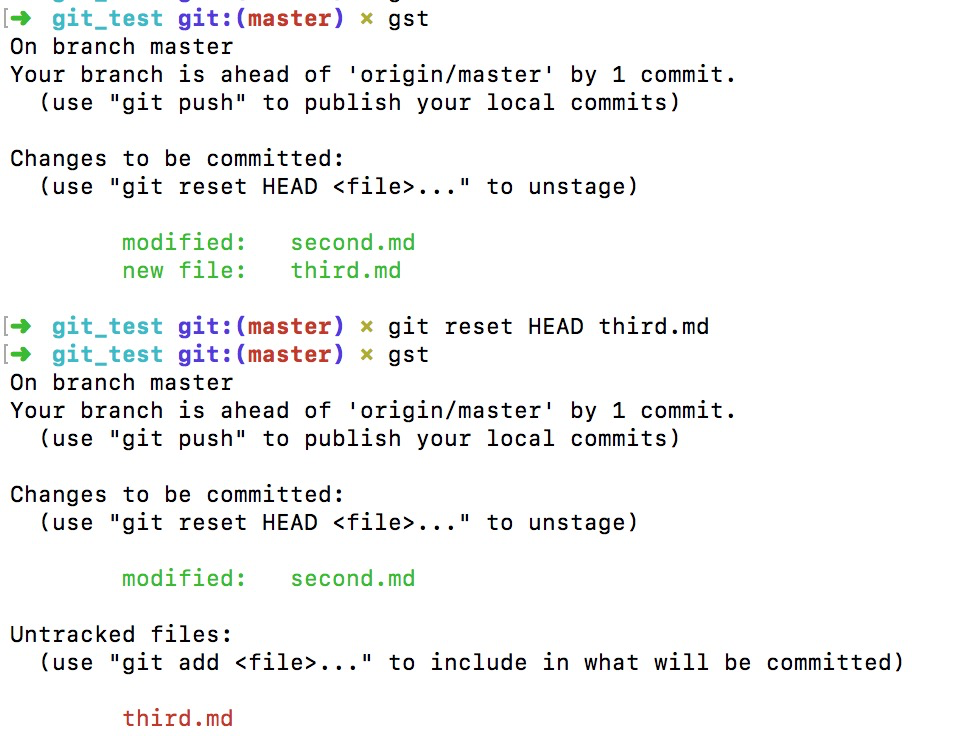 ➜ git_test git:(master) × gst
On branch master
Your branch is ahead of 'origin/master' by 1 commit.
(use "git push" to publish your local commits)
Changes to be committed:
(use "git reset HEAD <file>..." to unstage)
modified: second.md
new file: third.md
➜ git_test git:(master) × git reset HEAD third.md
➜ git_test git:(master) × gst
On branch master
Your branch is ahead of 'origin/master' by 1 commit.
(use "git push" to publish your local commits)
Changes to be committed:
(use "git reset HEAD <file>..." to unstage)
modified: second.md
Untracked files:
(use "git add <file>..." to include in what will be committed)
third.md